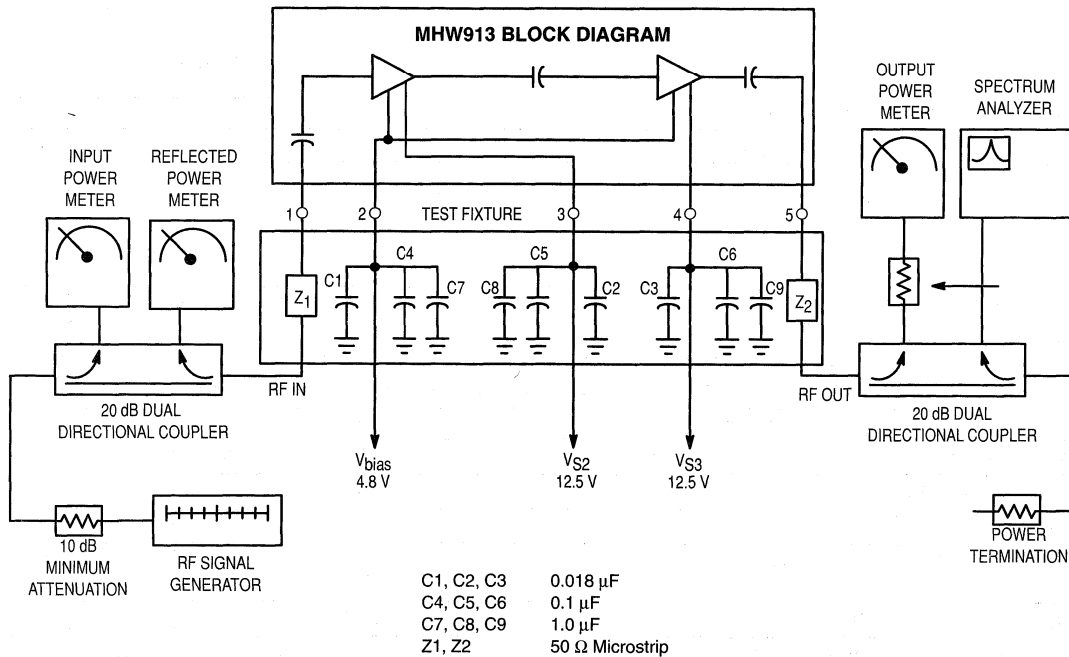 MHW913 BLOCK DIAGRAM
INPUT
POWER
METER
REFLECTED
POWER
METER
OUTPUT
POWER
METER
SPECTRUM
ANALYZER
1
2
TEST FIXTURE
3
4
5
Z1
C1
C4
C7
C8
C5
C2
C3
C6
C9
Z2
RF IN
RF OUT
20 dB DUAL
DIRECTIONAL COUPLER
20 dB DUAL
DIRECTIONAL COUPLER
Vbias
4.8 V
VS2
12.5 V
VS3
12.5 V
10 dB
MINIMUM
ATTENUATION
RF SIGNAL
GENERATOR
POWER
TERMINATION
C1, C2, C3 0.018 µF
C4, C5, C6 0.1 µF
C7, C8, C9 1.0 µF
Z1, Z2 50 Ω Microstrip